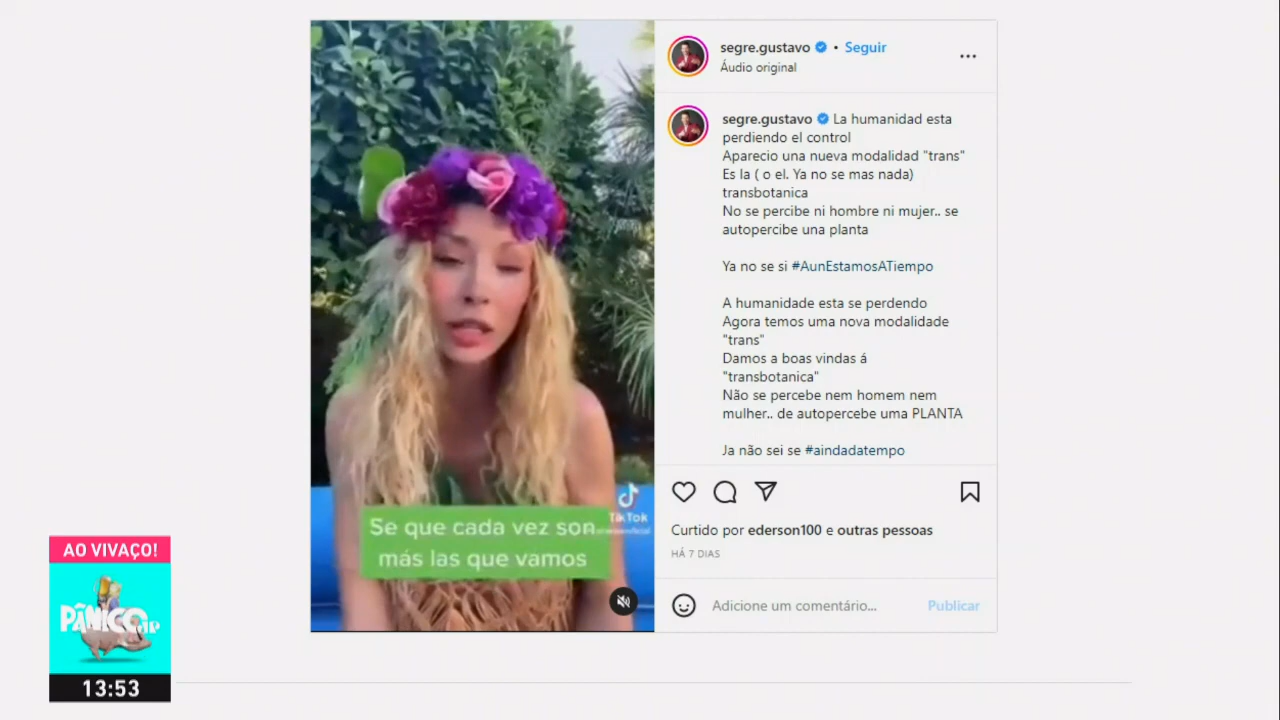 segre.gustavo • Seguir
Áudio original
segre.gustavo La humanidad esta
perdiendo el control
Aparecio una nueva modalidad "trans"
Es la ( o el. Ya no se mas nada)
transbotanica
No se percibe ni hombre ni mujer.. se
autopercibe una planta
Ya no se si #AunEstamosATiempo
A humanidade esta se perdendo
Agora temos uma nova modalidade
"trans"
Damos a boas vindas á
"transbotanica"
Não se percebe nem homem nem
mulher.. de autopercebe uma PLANTA
Ja não sei se #aindadatempo
Curtido por ederson100 e outras pessoas
HÁ 7 DIAS
Adicione um comentário... Publicar
TikTok
Se que cada vez son
más las que vamos
AO VIVAÇO!
PÂNICO JP
13:53